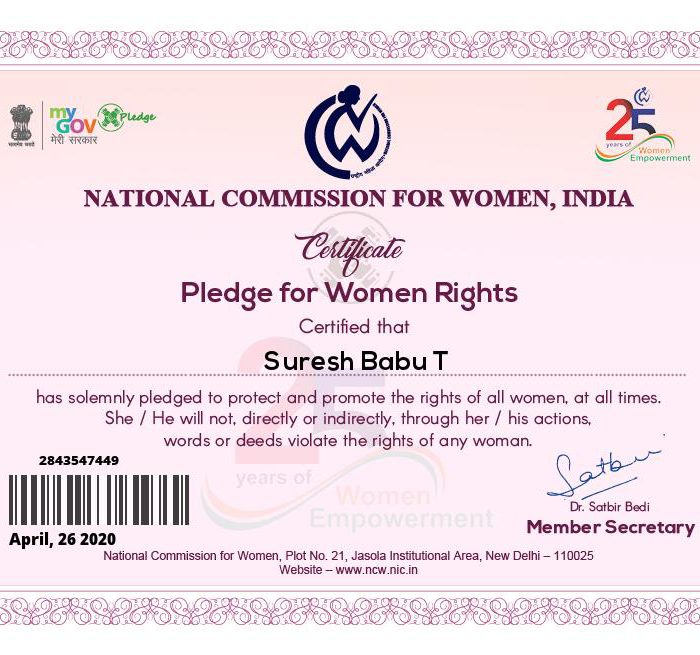 my GOV Pledge
मेरी सरकार
सत्यमेव जयते
राष्ट्रीय महिला आयोग
25
years of Women Empowerment
NATIONAL COMMISSION FOR WOMEN, INDIA
Certificate
Pledge for Women Rights
Certified that
Suresh Babu T
has solemnly pledged to protect and promote the rights of all women, at all times.
She / He will not, directly or indirectly, through her / his actions,
words or deeds violate the rights of any woman.
25
years of
Women
Empowerment
2843547449
April, 26 2020
Satbir
Dr. Satbir Bedi
Member Secretary
National Commission for Women, Plot No. 21, Jasola Institutional Area, New Delhi – 110025
Website – www.ncw.nic.in